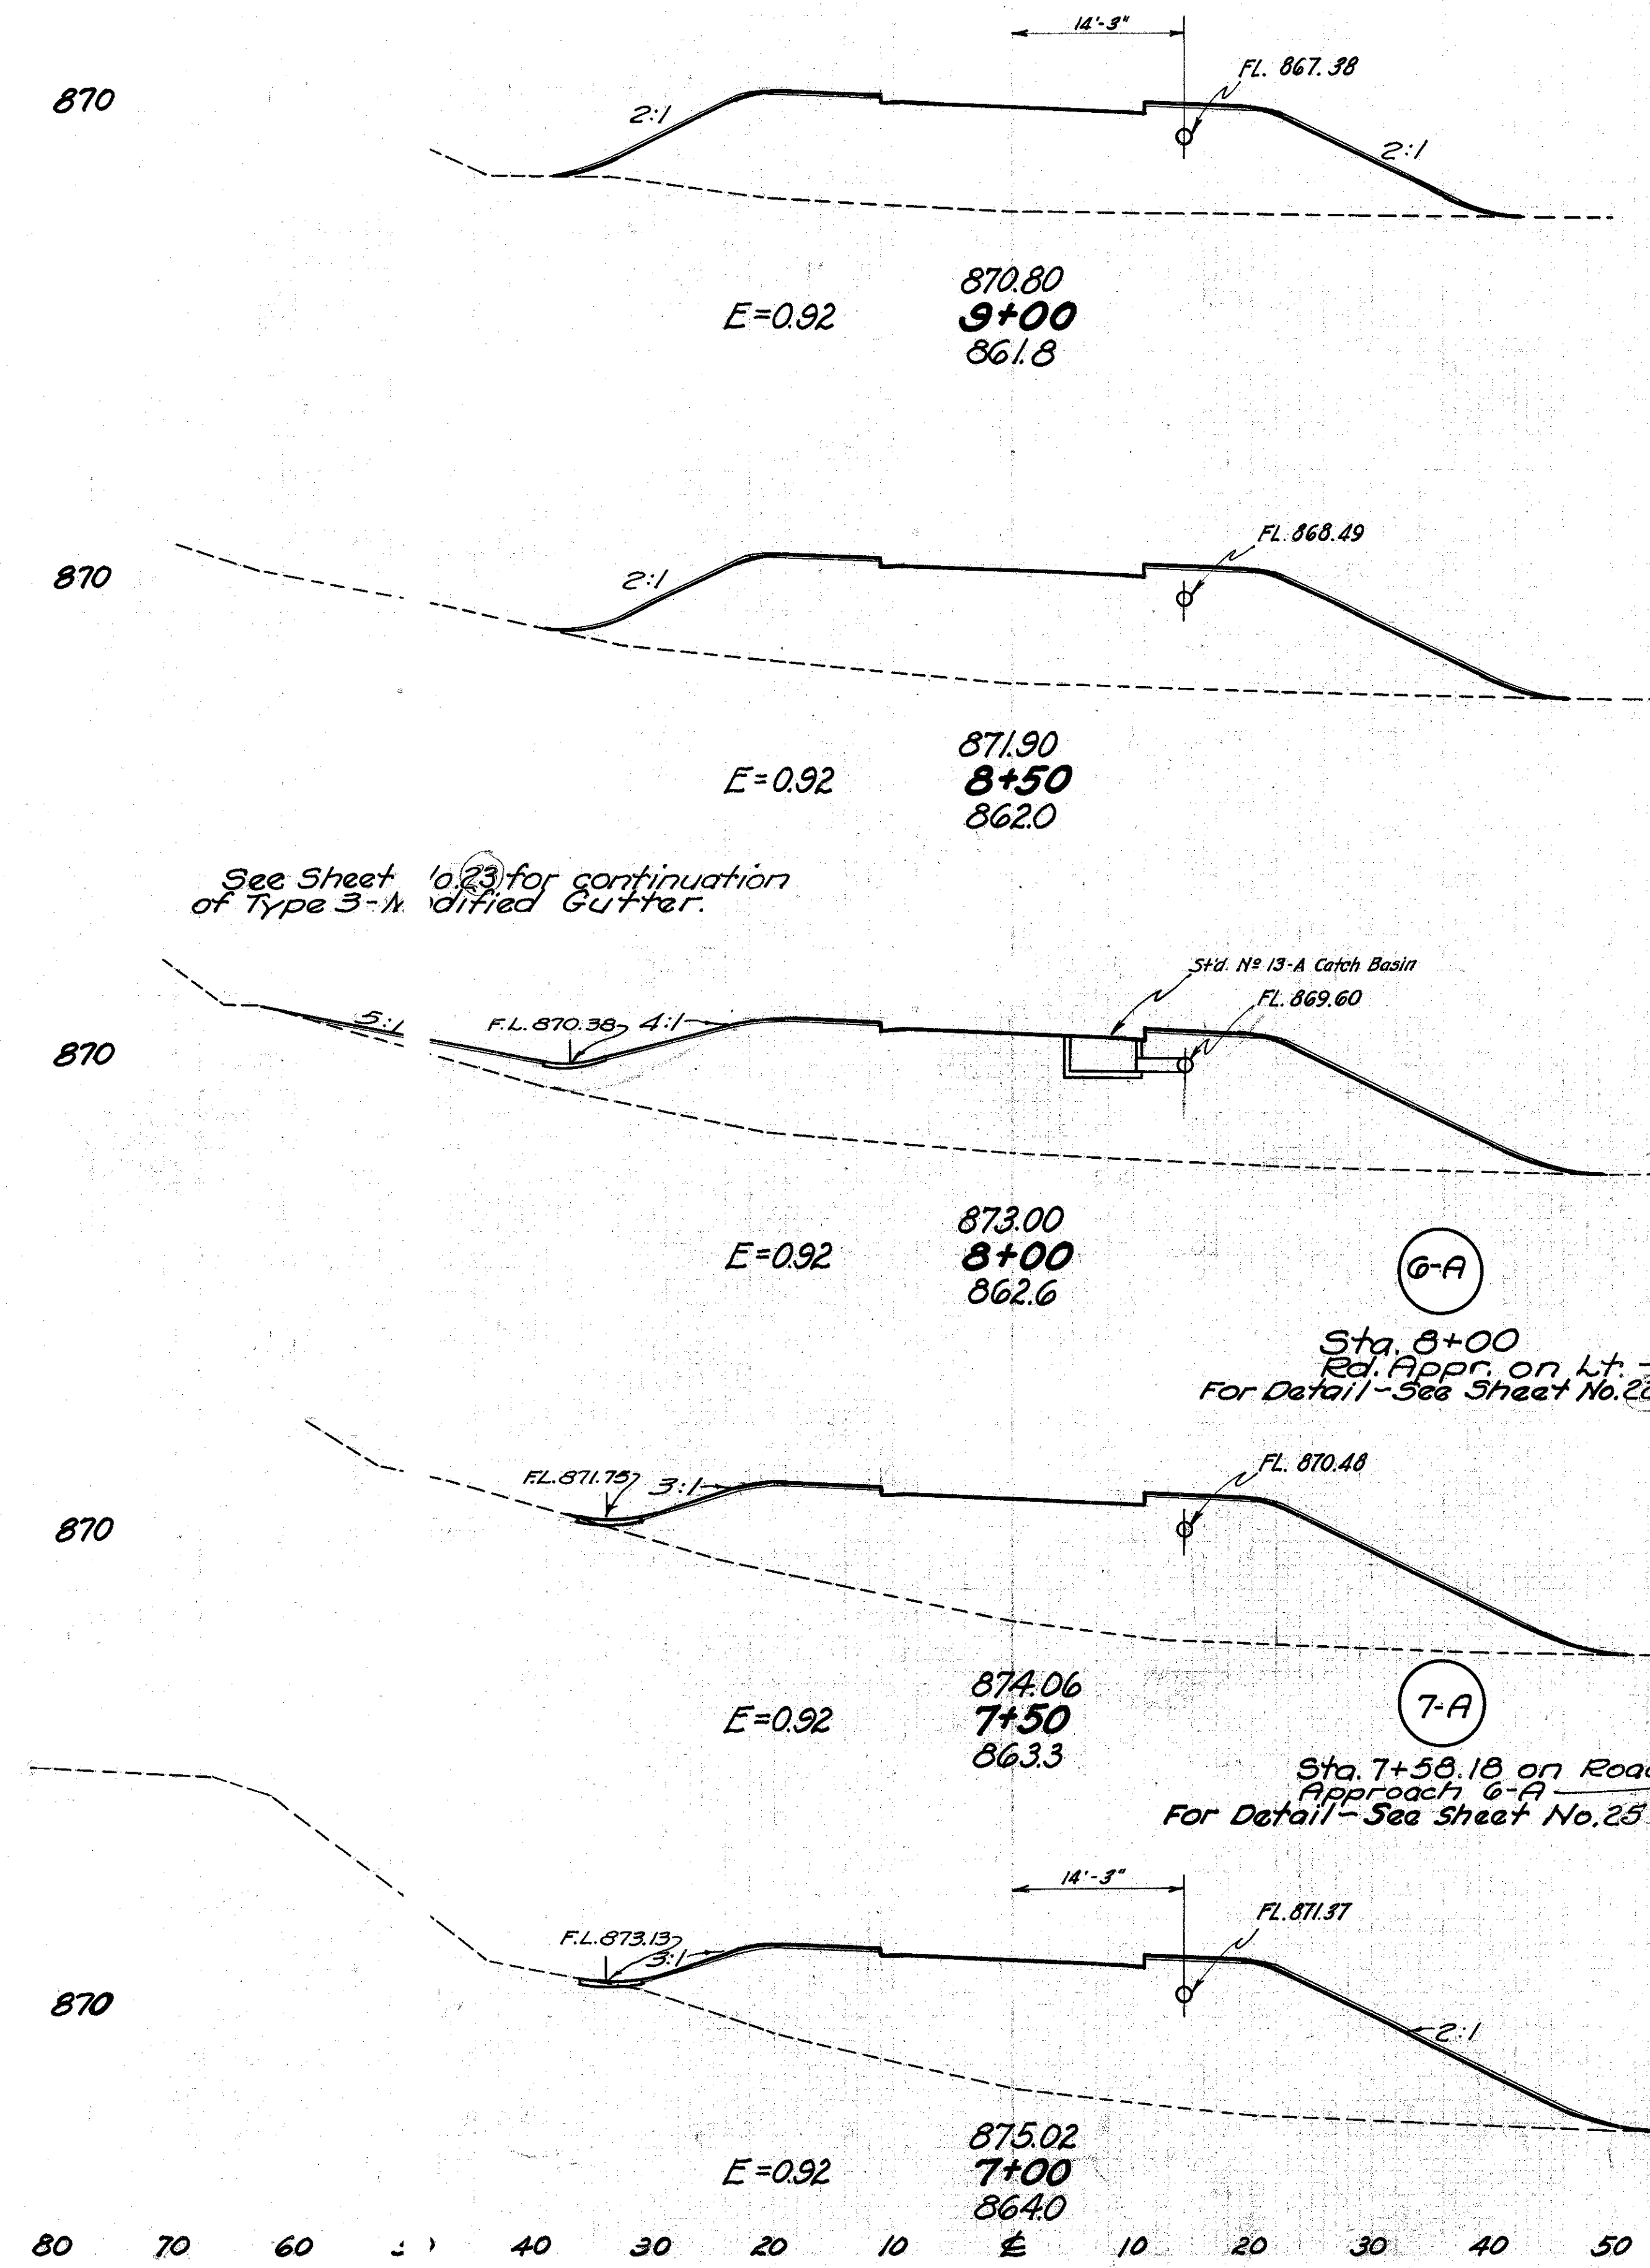 14'-3"
FL. 867.38
870
2:1
2:1
870.80
E=0.92
9+00
861.8
FL. 868.49
870
2:1
871.90
E=0.92
8+50
862.0
See Sheet 23 for continuation
of Type 3- Gutter.
Std. Nº 13-A Catch Basin
FL. 869.60
5:1
F.L. 870.38
4:1
870
873.00
E=0.92
8+00
862.6
6-A
Sta. 8+00
Rd. Appr. on Lt.
For Detail-See Sheet No.
F.L. 871.75
3:1
FL. 870.48
870
874.06
E=0.92
7+50
863.3
7-A
Sta. 7+58.18 on
Approach 6-A
For Detail-See Sheet No. 25
14'-3"
F.L. 873.13
3:1
FL. 871.37
870
2:1
875.02
E=0.92
7+00
864.0
80 70 60 40 30 20 10 ℄ 10 20 30 40 50